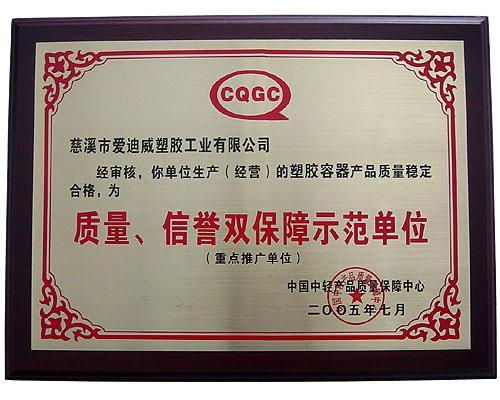 CQGC
慈溪市爱迪威塑胶工业有限公司
经审核，你单位生产（经营）的塑胶容器产品质量稳定
合格，为
质量、信誉双保障示范单位
（重点推广单位）
中国中轻产品质量保障中心
二〇〇五年七月